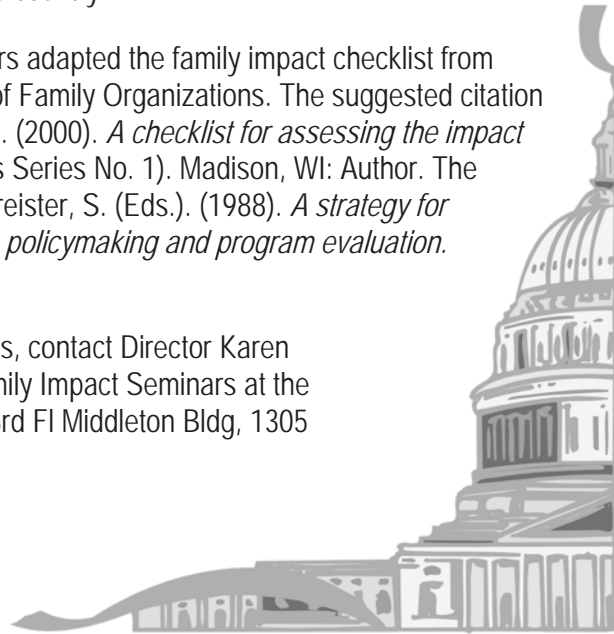 rs adapted the family impact checklist from
of Family Organizations. The suggested citation
. (2000). A checklist for assessing the impact
s Series No. 1). Madison, WI: Author. The
reister, S. (Eds.). (1988). A strategy for
policymaking and program evaluation.
s, contact Director Karen
mily Impact Seminars at the
rd Fl Middleton Bldg, 1305